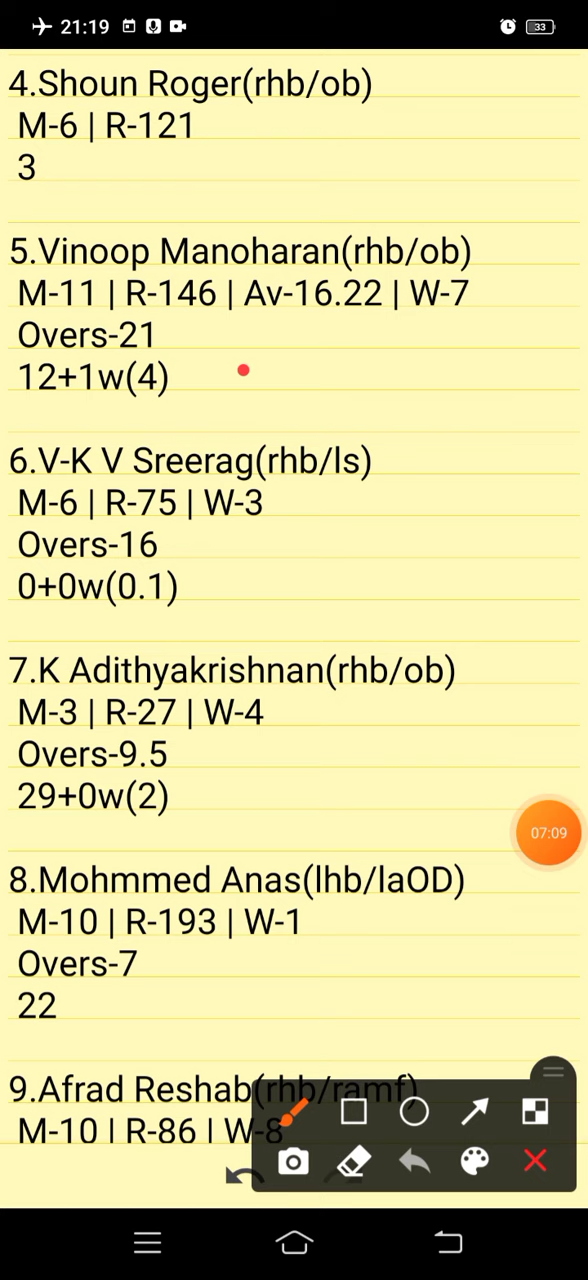 21:19
33
4.Shoun Roger(rhb/ob)
M-6 | R-121
3
5.Vinoop Manoharan(rhb/ob)
M-11 | R-146 | Av-16.22 | W-7
Overs-21
12+1w(4)
6.V-K V Sreerag(rhb/ls)
M-6 | R-75 | W-3
Overs-16
0+0w(0.1)
7.K Adithyakrishnan(rhb/ob)
M-3 | R-27 | W-4
Overs-9.5
29+0w(2)
07:09
8.Mohmmed Anas(lhb/laOD)
M-10 | R-193 | W-1
Overs-7
22
9.Afrad Reshab(rhb/ramf)
M-10 | R-86 | W-8